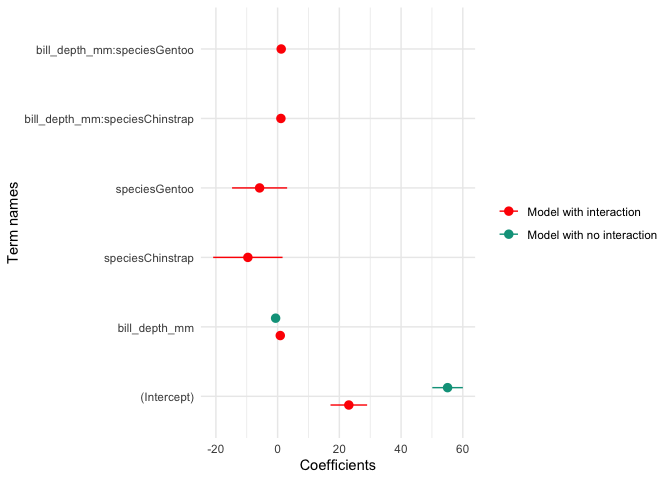 bill_depth_mm:speciesGentoo
bill_depth_mm:speciesChinstrap
speciesGentoo
speciesChinstrap
bill_depth_mm
(Intercept)
Term names
-20 0 20 40 60
Coefficients
Model with interaction
Model with no interaction